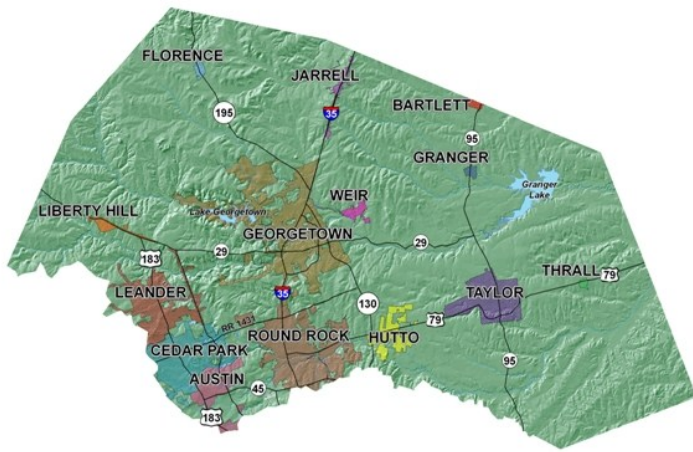 FLORENCE
JARRELL
195
35
BARTLETT
95
GRANGER
Granger
Lake
WEIR
Lake Georgetown
LIBERTY HILL
GEORGETOWN
183
29
29
THRALL
79
LEANDER
35
130
TAYLOR
RR 1431
ROUND ROCK
79
HUTTO
CEDAR PARK
95
AUSTIN
45
183